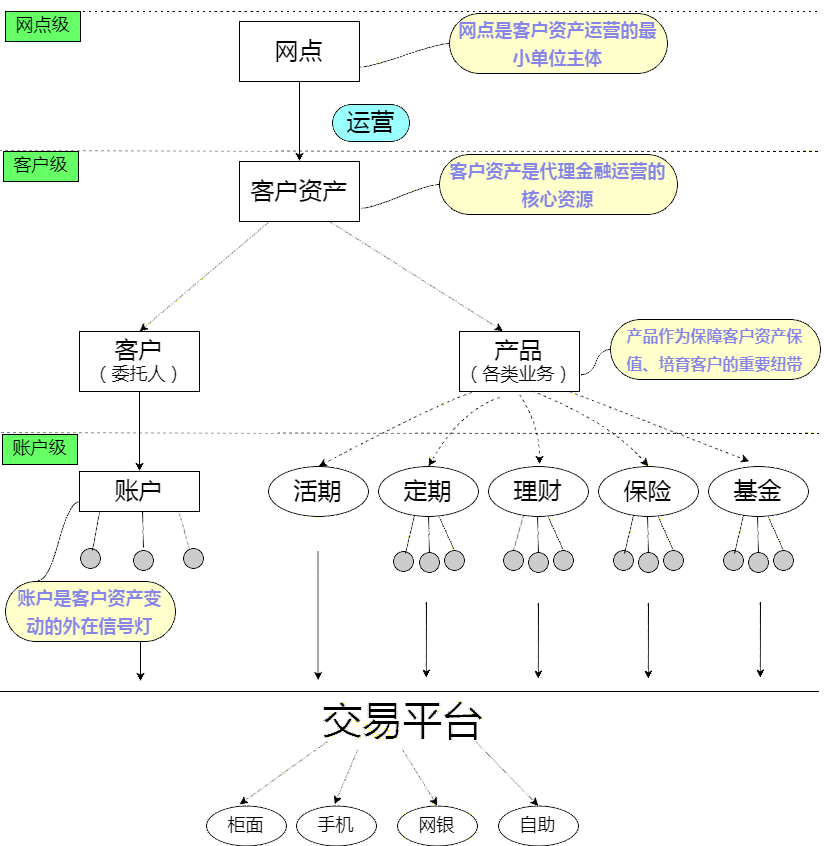 网点级
网点
网点是客户资产运营的最
小单位主体
运营
客户级
客户资产
客户资产是代理金融运营的
核心资源
客户
（委托人）
产品
（各类业务）
产品作为保障客户资产保
值、培育客户的重要纽带
账户级
账户
活期
定期
理财
保险
基金
账户是客户资产变
动的外在信号灯
交易平台
柜面
手机
网银
自助